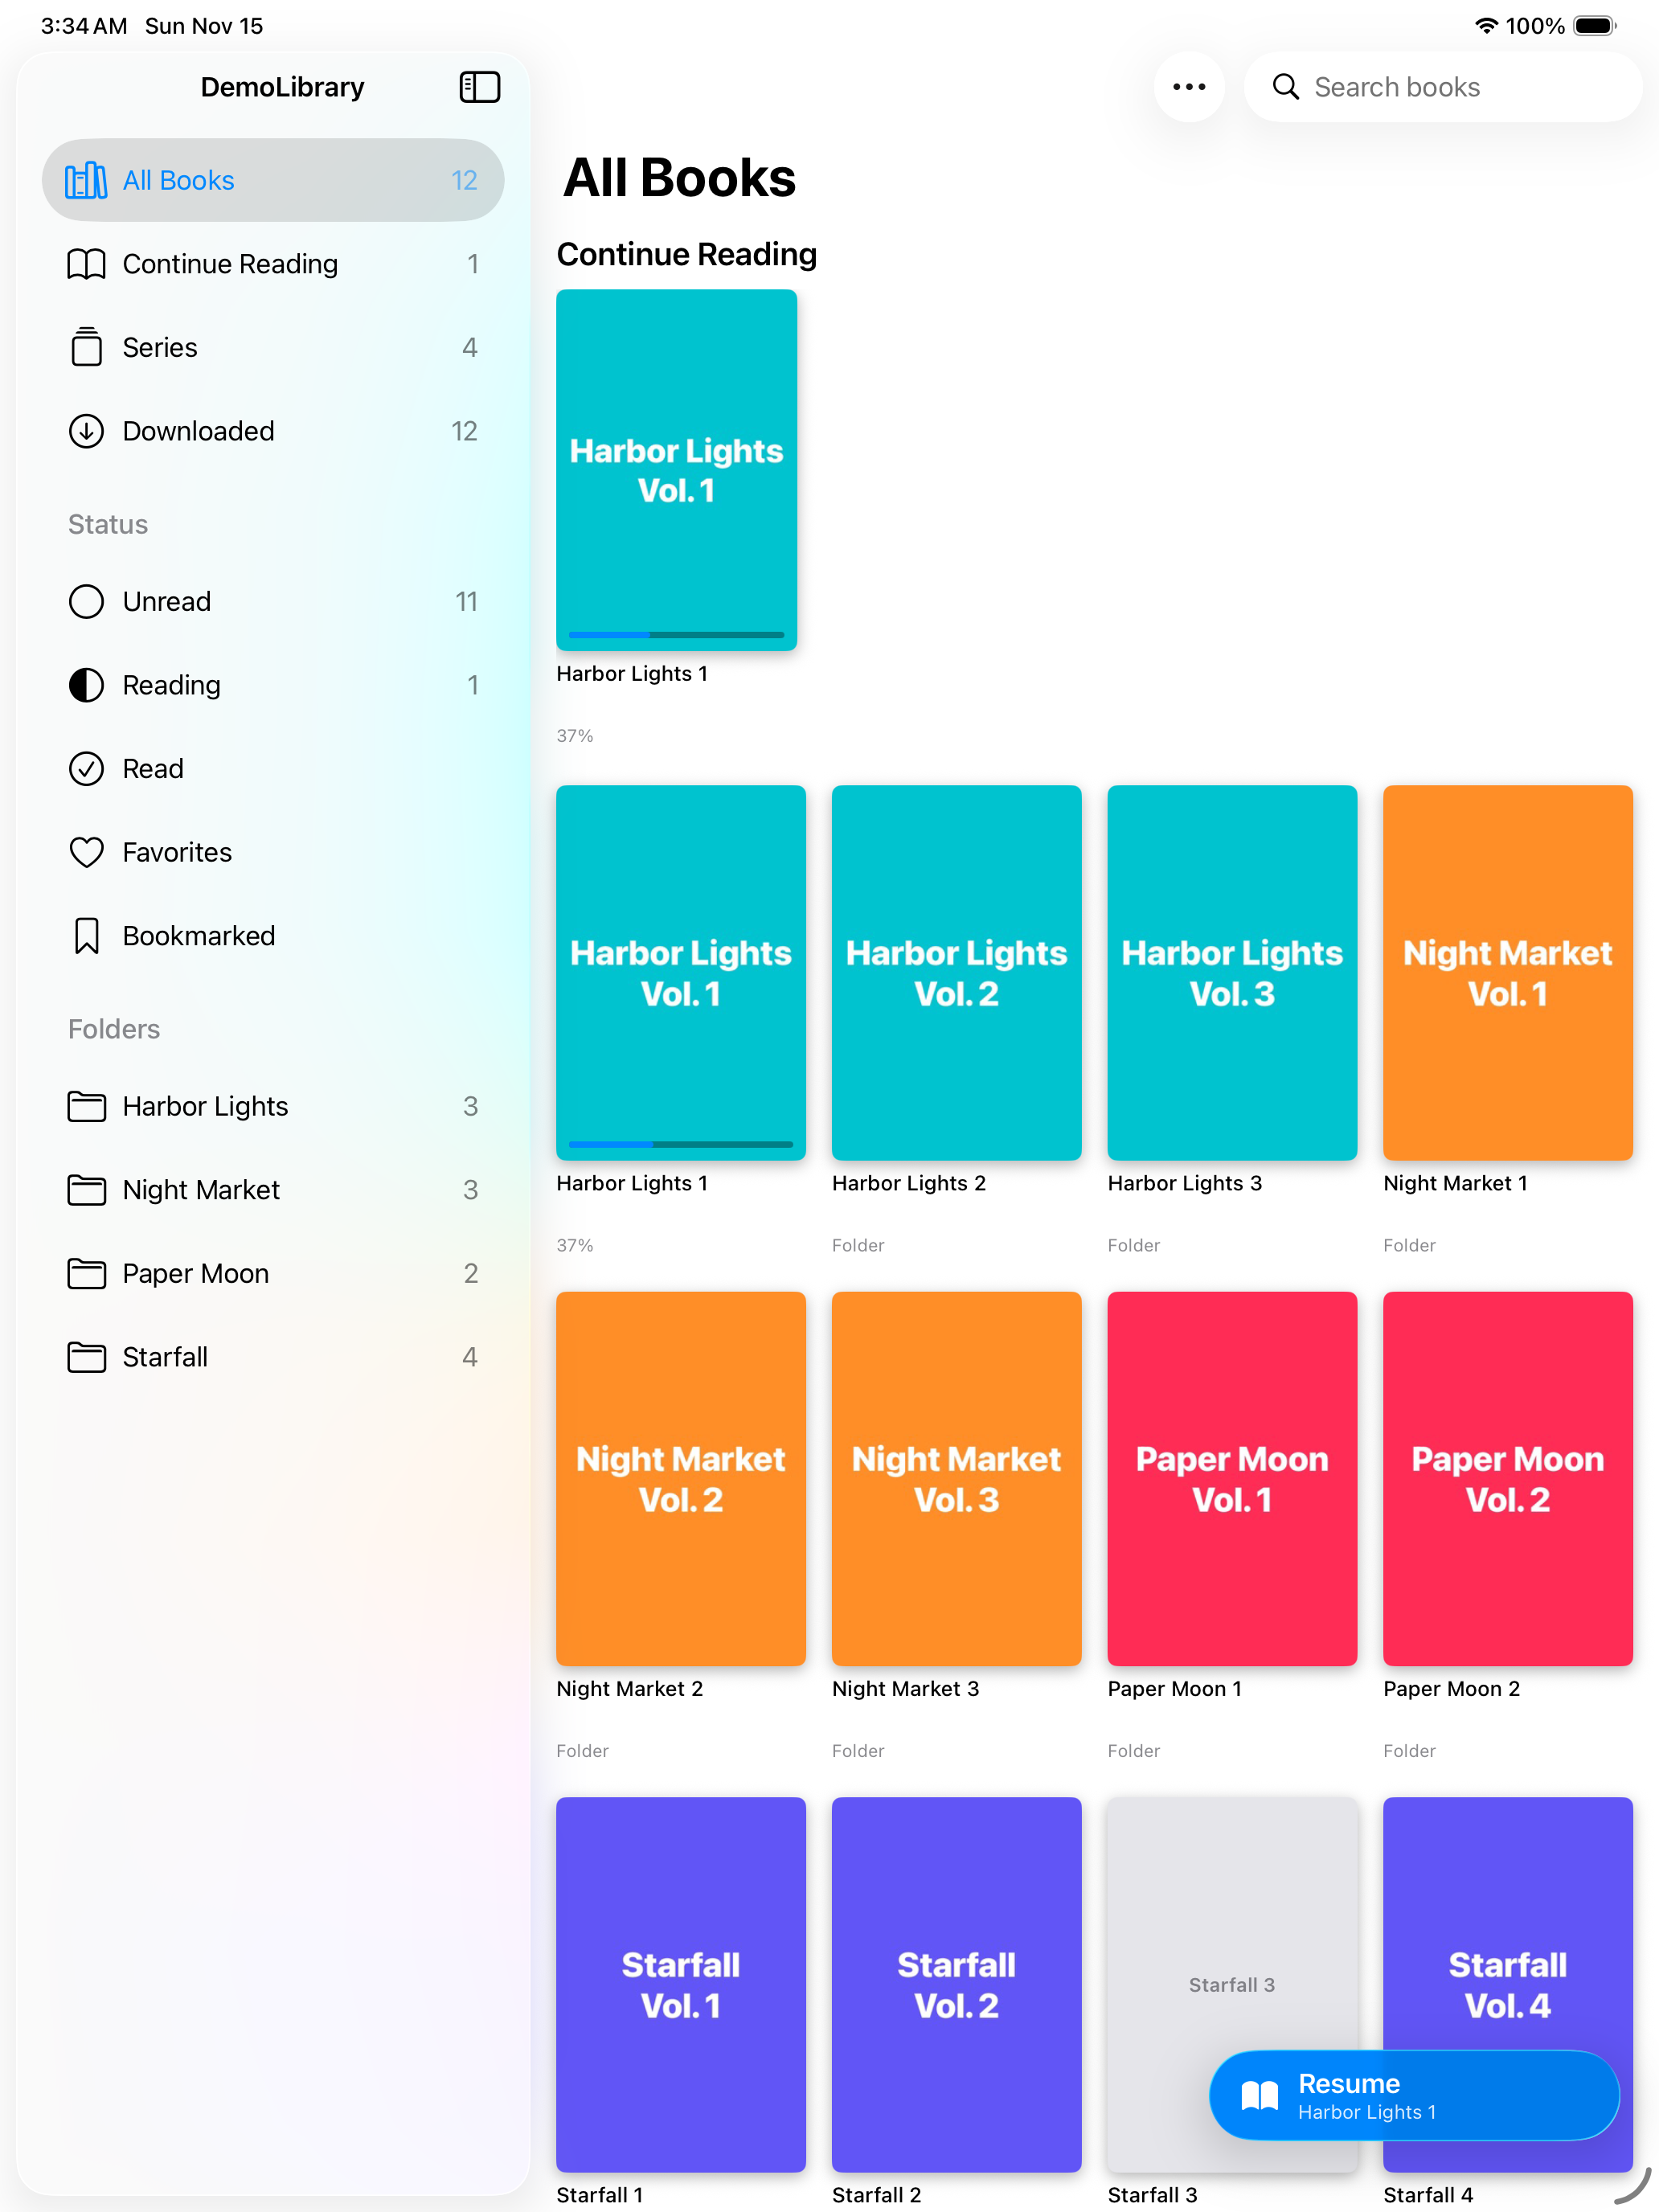 3:34 AM Sun Nov 15
100%
DemoLibrary
Search books
All Books 12
Continue Reading 1
Series 4
Downloaded 12
Status
Unread 11
Reading 1
Read
Favorites
Bookmarked
Folders
Harbor Lights 3
Night Market 3
Paper Moon 2
Starfall 4
All Books
Continue Reading
Harbor Lights
Vol. 1
Harbor Lights 1
37%
Harbor Lights
Vol. 1
Harbor Lights 1
37%
Harbor Lights
Vol. 2
Harbor Lights 2
Folder
Harbor Lights
Vol. 3
Harbor Lights 3
Folder
Night Market
Vol. 1
Night Market 1
Folder
Night Market
Vol. 2
Night Market 2
Folder
Night Market
Vol. 3
Night Market 3
Folder
Paper Moon
Vol. 1
Paper Moon 1
Folder
Paper Moon
Vol. 2
Paper Moon 2
Folder
Starfall
Vol. 1
Starfall 1
Starfall
Vol. 2
Starfall 2
Starfall 3
Starfall 3
Starfall
Vol. 4
Starfall 4
Resume
Harbor Lights 1